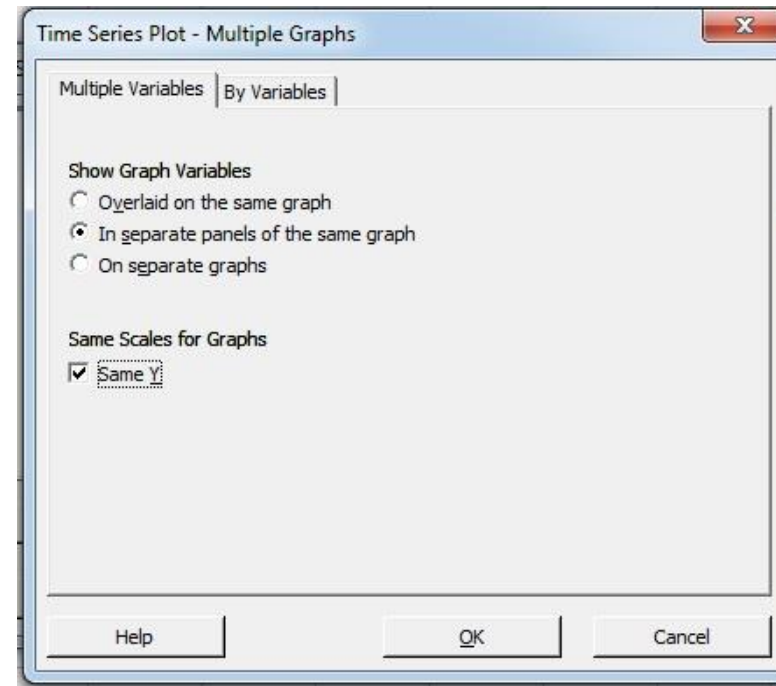 Time Series Plot - Multiple Graphs
Multiple Variables By Variables
Show Graph Variables
Overlaid on the same graph
In separate panels of the same graph
On separate graphs
Same Scales for Graphs
Same Y
Help OK Cancel